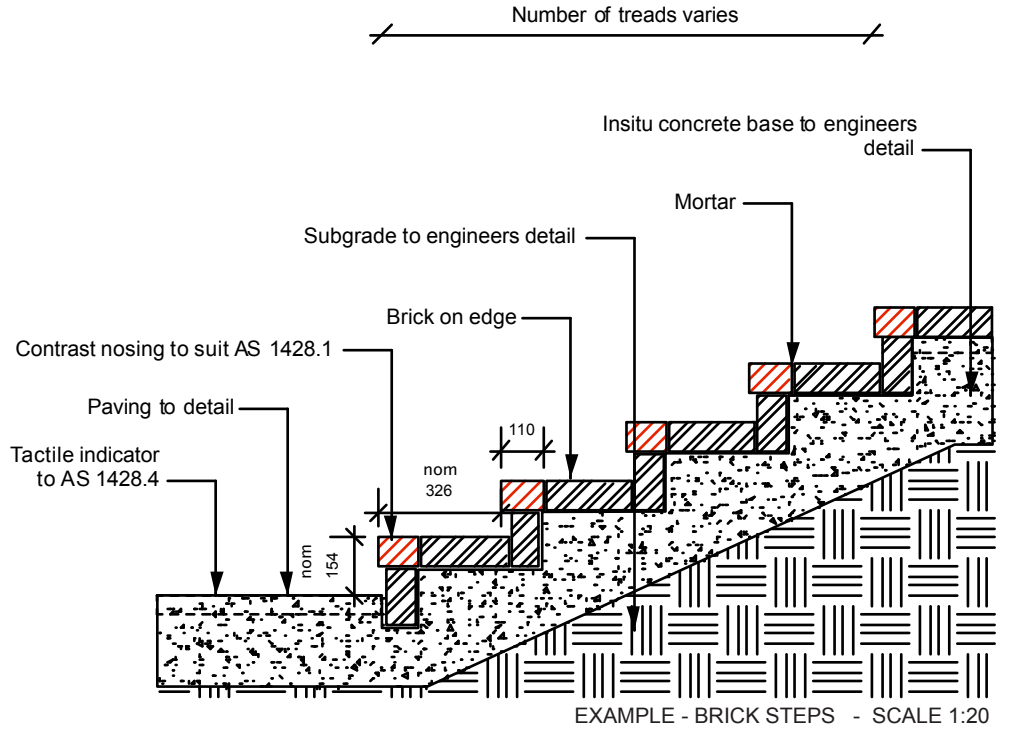 Number of treads varies
Insitu concrete base to engineers
detail
Mortar
Subgrade to engineers detail
Brick on edge
Contrast nosing to suit AS 1428.1
Paving to detail
110
Tactile indicator
to AS 1428.4
nom
326
nom
154
EXAMPLE - BRICK STEPS - SCALE 1:20